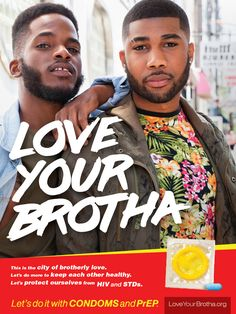 LOVE
YOUR
BROTHA
This is the city of brotherly love.
Let's do more to keep each other healthy.
Let's protect ourselves from HIV and STDs.
Let's do it with CONDOMS and PrEP.
LoveYourBrotha.org